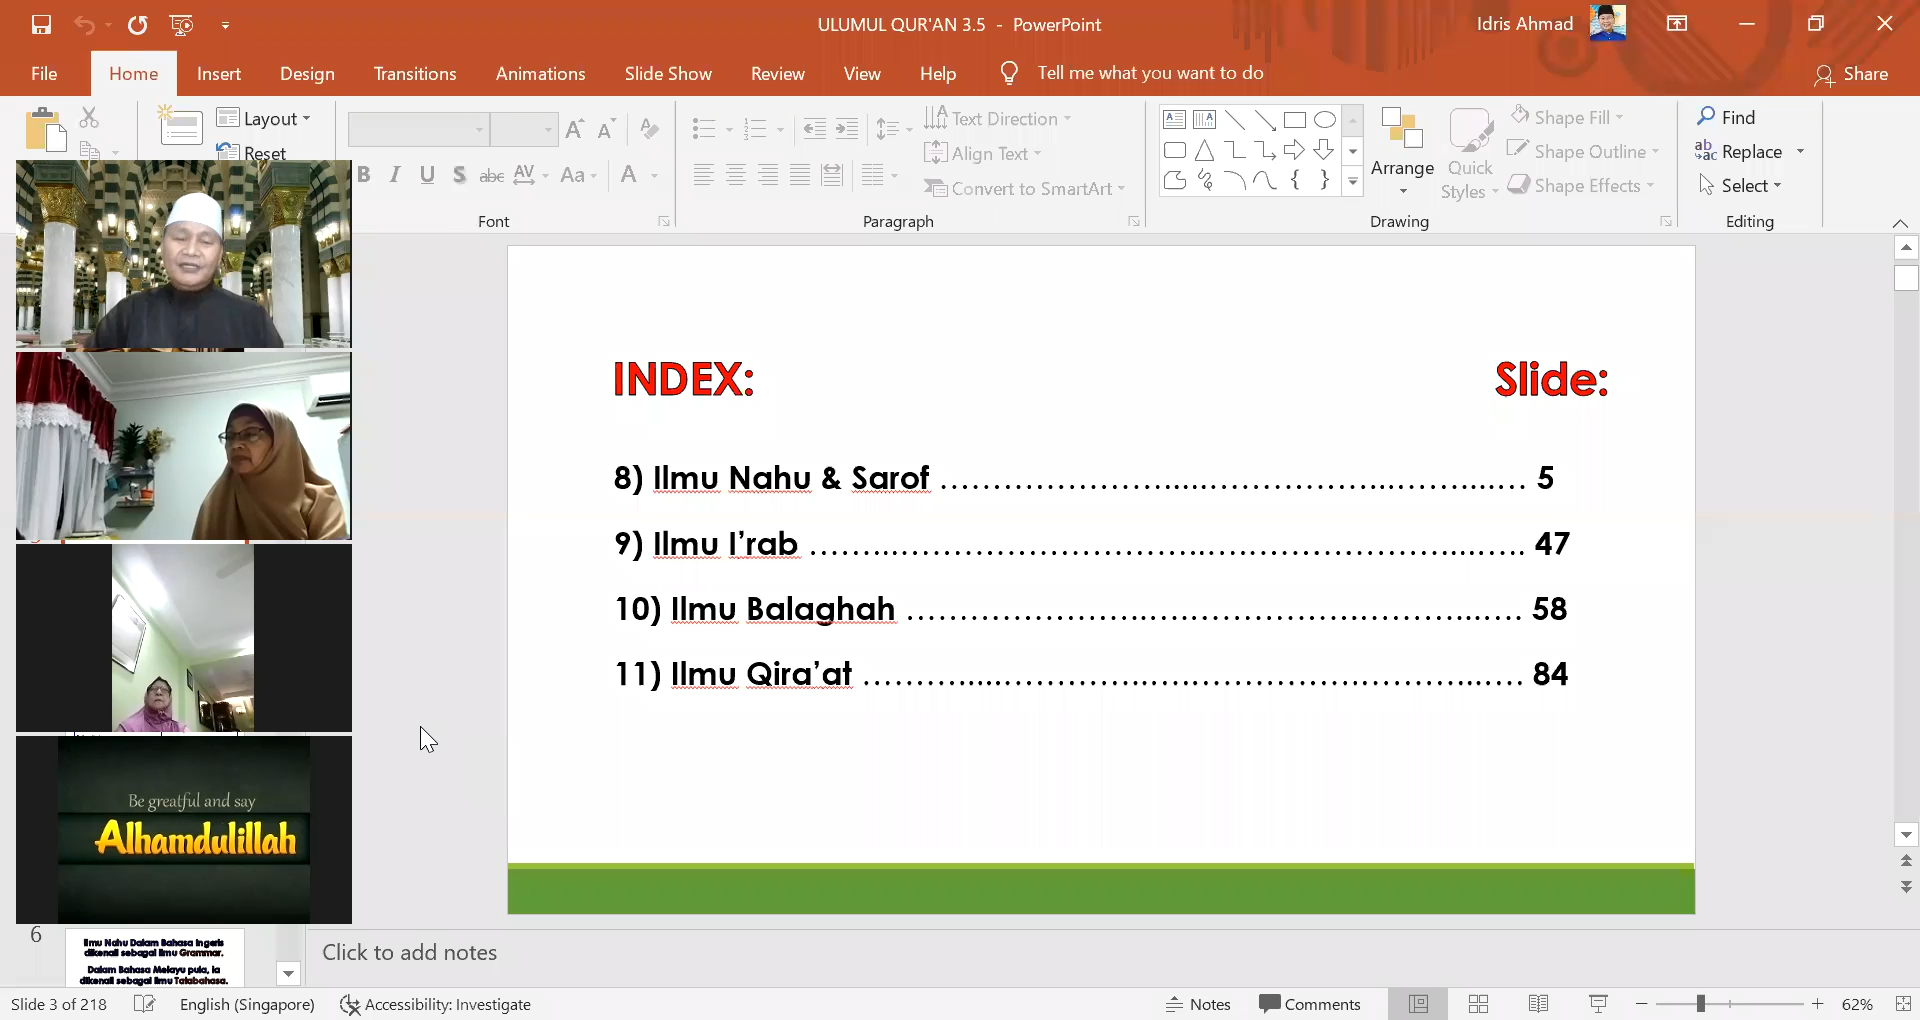 ULUMUL QUR'AN 3.5 - PowerPoint
Idris Ahmad
File Home Insert Design Transitions Animations Slide Show Review View Help Tell me what you want to do Share
Layout
Reset
Text Direction
Align Text
Convert to SmartArt
Arrange
Quick Styles
Shape Fill
Shape Outline
Shape Effects
Find
Replace
Select
Font Paragraph Drawing Editing
INDEX: Slide:
8) Ilmu Nahu & Sarof ........................ 5
9) Ilmu I’rab ........................ 47
10) Ilmu Balaghah ........................ 58
11) Ilmu Qira’at ........................ 84
Be greatful and say
Alhamdulillah
6
Ilmu Nahu Dalam Bahasa Ingeris
dikenali sebagai Ilmu Grammar.
Dalam Bahasa Melayu pula, ia
dikenali sebagai Ilmu Tatabahasa.
Click to add notes
Slide 3 of 218 English (Singapore) Accessibility: Investigate Notes Comments 62%